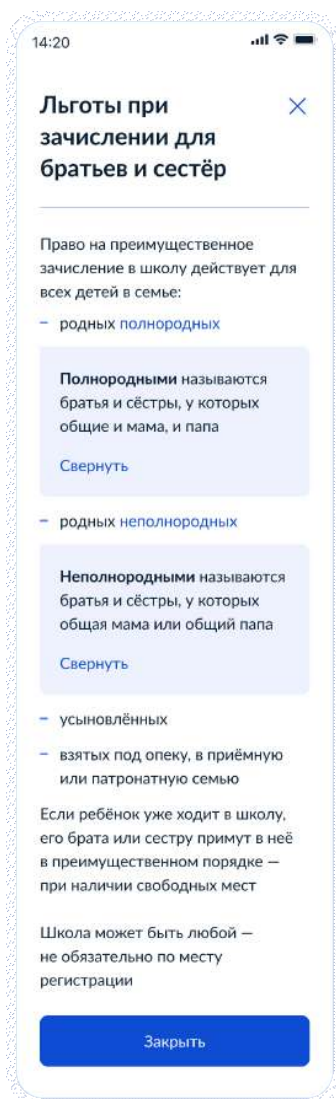 14:20
Льготы при
зачислении для
братьев и сестёр
Право на преимущественное
зачисление в школу действует для
всех детей в семье:
– родных полнородных
Полнородными называются
братья и сёстры, у которых
общие и мама, и папа
Свернуть
– родных неполнородных
Неполнородными называются
братья и сёстры, у которых
общая мама или общий папа
Свернуть
– усыновлённых
– взятых под опеку, в приёмную
или патронатную семью
Если ребёнок уже ходит в школу,
его брата или сестру примут в неё
в преимущественном порядке —
при наличии свободных мест
Школа может быть любой —
не обязательно по месту
регистрации
Закрыть